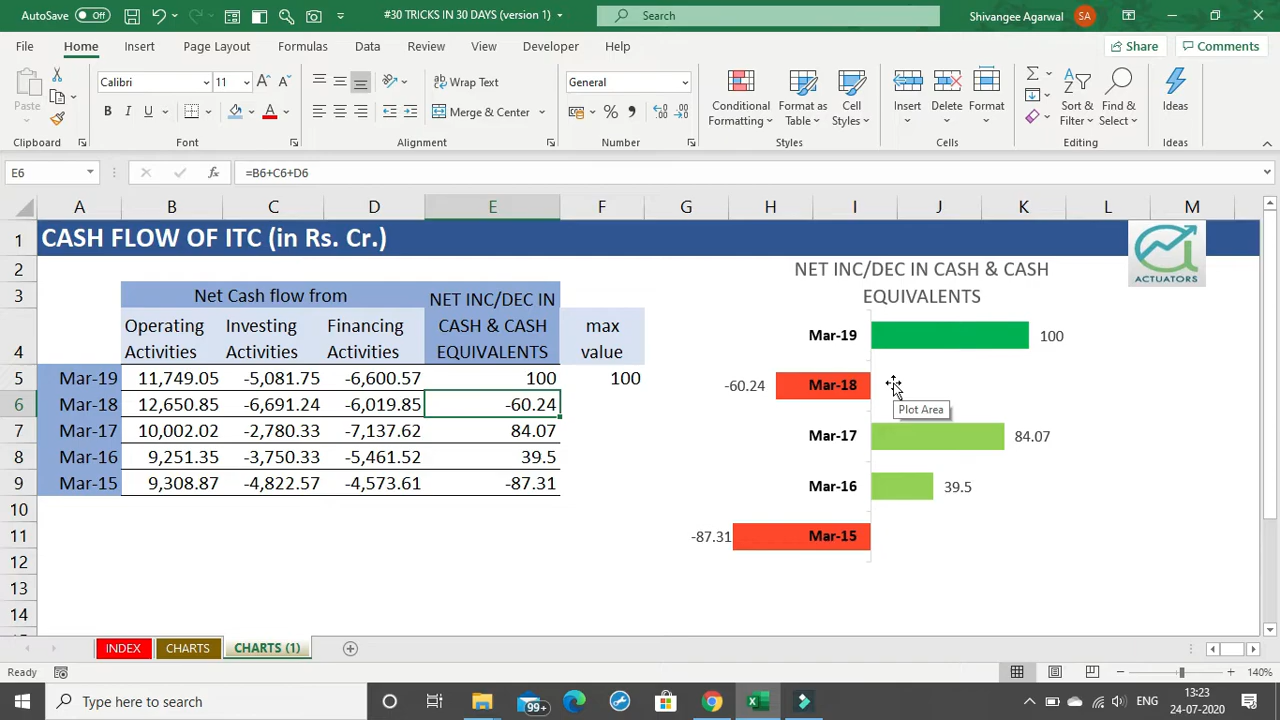 AutoSave Off #30 TRICKS IN 30 DAYS (version 1) Search Shivangee Agarwal SA
File Home Insert Page Layout Formulas Data Review View Developer Help Share Comments
Paste Calibri 11 B I U A Wrap Text Merge & Center General % Conditional Formatting Format as Table Cell Styles Insert Delete Format Sort & Filter Find & Select Ideas
Clipboard Font Alignment Number Styles Cells Editing Ideas
E6 fx =B6+C6+D6
A B C D E F G H I J K L M
1 CASH FLOW OF ITC (in Rs. Cr.)
ACTUATORS
2 NET INC/DEC IN CASH & CASH
EQUIVALENTS
3 Net Cash flow from NET INC/DEC IN
CASH & CASH
EQUIVALENTS
4 Operating Activities Investing Activities Financing Activities max value
5 Mar-19 11,749.05 -5,081.75 -6,600.57 100 100
6 Mar-18 12,650.85 -6,691.24 -6,019.85 -60.24
7 Mar-17 10,002.02 -2,780.33 -7,137.62 84.07
8 Mar-16 9,251.35 -3,750.33 -5,461.52 39.5
9 Mar-15 9,308.87 -4,822.57 -4,573.61 -87.31
10
11
12
13
14
Mar-19 100
-60.24 Mar-18
Plot Area
Mar-17 84.07
Mar-16 39.5
-87.31 Mar-15
INDEX CHARTS CHARTS (1)
Ready 140%
Type here to search 99+ ENG 13:23
24-07-2020